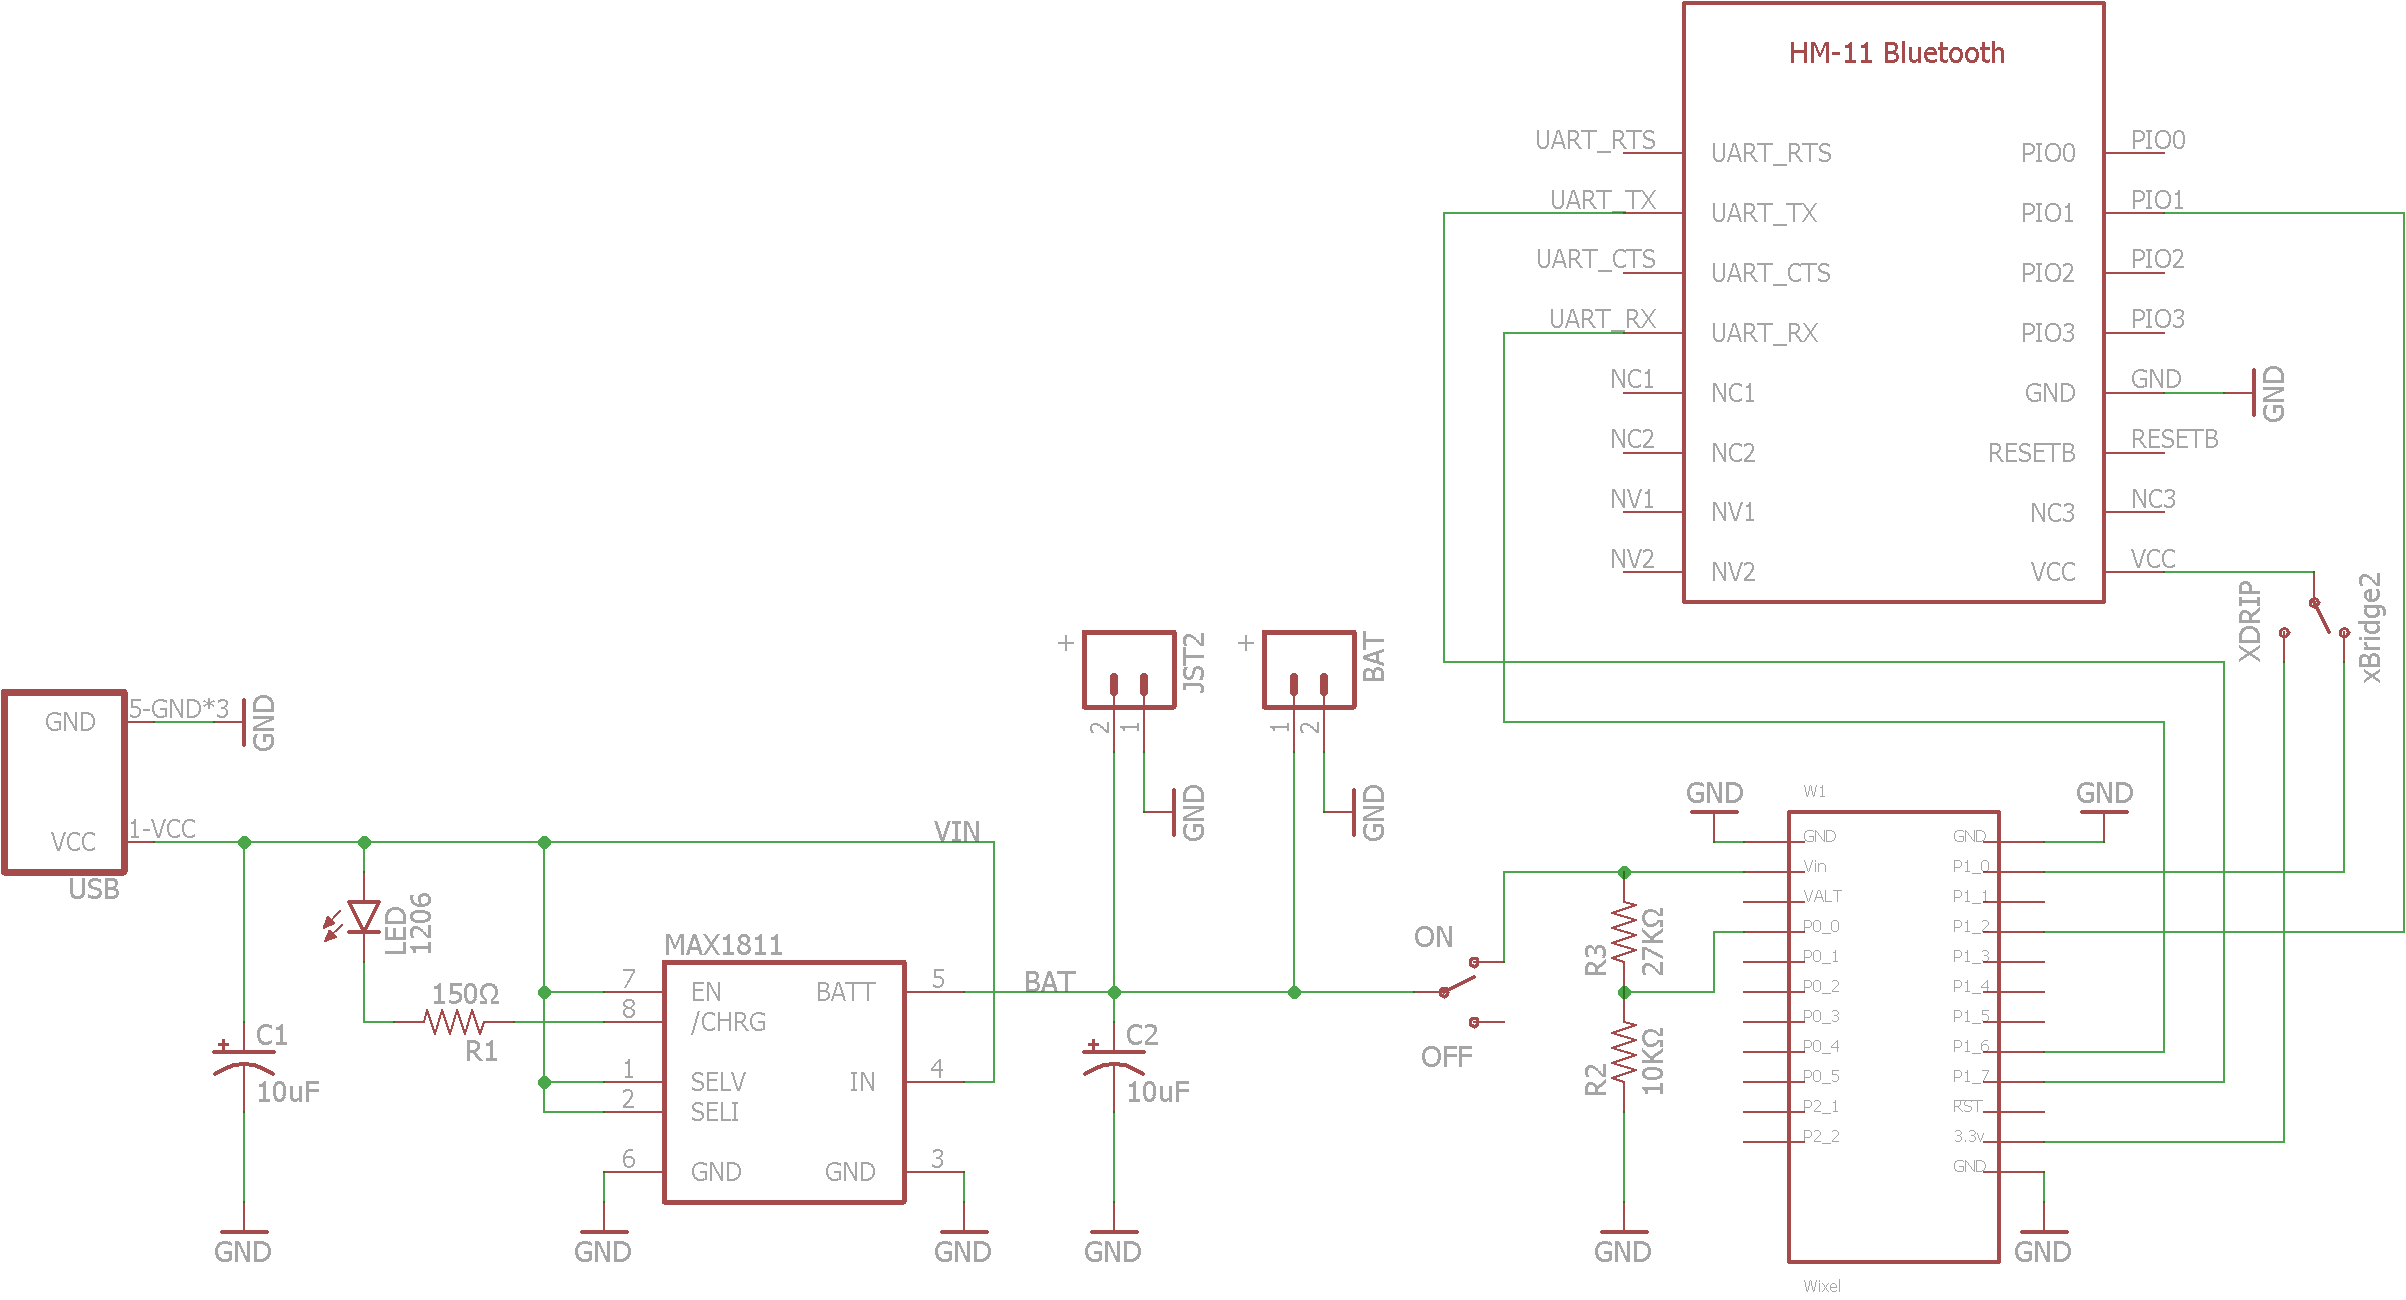 HM-11 Bluetooth
UART_RTS UART_RTS PIO0 PIO0
UART_TX UART_TX PIO1 PIO1
UART_CTS UART_CTS PIO2 PIO2
UART_RX UART_RX PIO3 PIO3
NC1 NC1 GND GND GND
NC2 NC2 RESETB RESETB
NV1 NV1 NC3 NC3
NV2 NV2 VCC VCC
XDRIP xBridge2
+ JST2 + BAT
2 1 1 2
GND GND
GND 5-GND*3 GND
VCC 1-VCC
USB
VIN
LED
1206
MAX1811
150Ω
R1
7 EN BATT 5 BAT
8 /CHRG
1 SELV IN 4
2 SELI
6 GND GND 3
+ C1
10uF
+ C2
10uF
GND GND GND GND
ON
OFF
R3 27KΩ
R2 10KΩ
GND
GND W1 GND
GND GND
Vin P1_0
VALT P1_1
P0_0 P1_2
P0_1 P1_3
P0_2 P1_4
P0_3 P1_5
P0_4 P1_6
P0_5 P1_7
P2_1 RST
P2_2 3.3v
GND
GND
Wixel